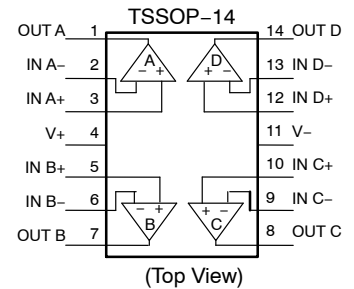 TSSOP−14
OUT A 1 14 OUT D
IN A− 2 A D 13 IN D−
− + + −
IN A+ 3 12 IN D+
V+ 4 11 V−
IN B+ 5 10 IN C+
− + + −
IN B− 6 9 IN C−
B C
OUT B 7 8 OUT C
(Top View)